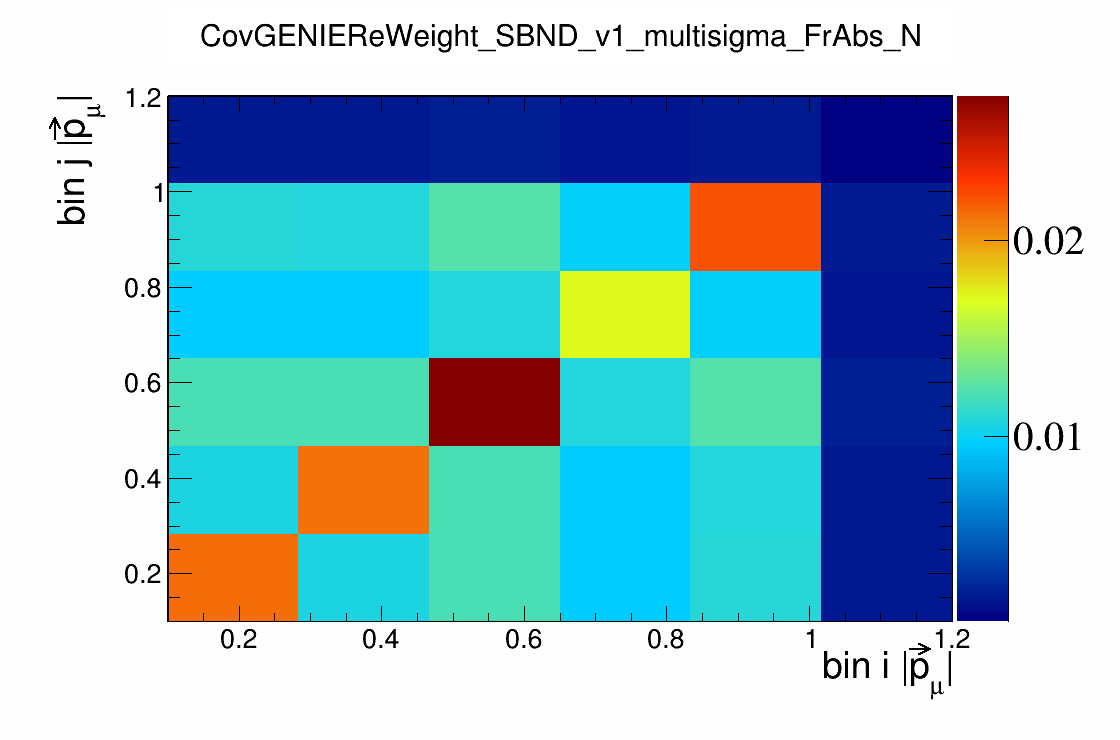 CovGENIEReWeight_SBND_v1_multisigma_FrAbs_N
bin j |p⃗μ|
1.2
1
0.8
0.6
0.4
0.2
0.02
0.01
0.2 0.4 0.6 0.8 1 1.2
bin i |p⃗μ|